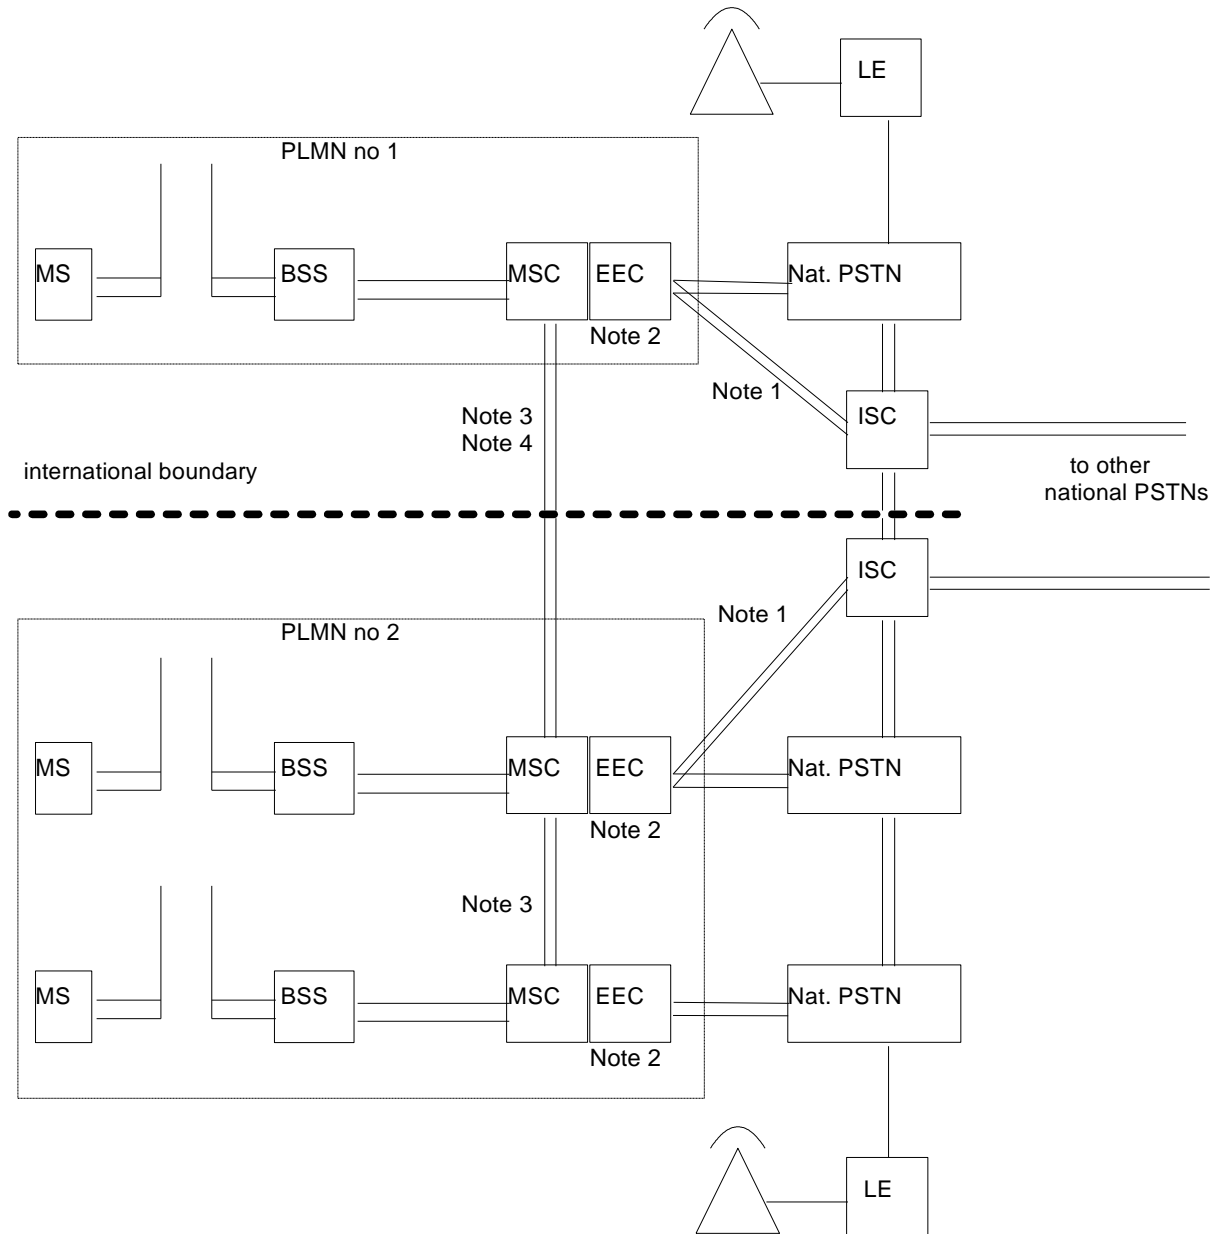 LE
PLMN no 1
MS
BSS
MSC
EEC
Nat. PSTN
Note 2
Note 1
Note 3
Note 4
ISC
international boundary
to other
national PSTNs
ISC
Note 1
PLMN no 2
MS
BSS
MSC
EEC
Nat. PSTN
Note 2
Note 3
MS
BSS
MSC
EEC
Nat. PSTN
Note 2
LE